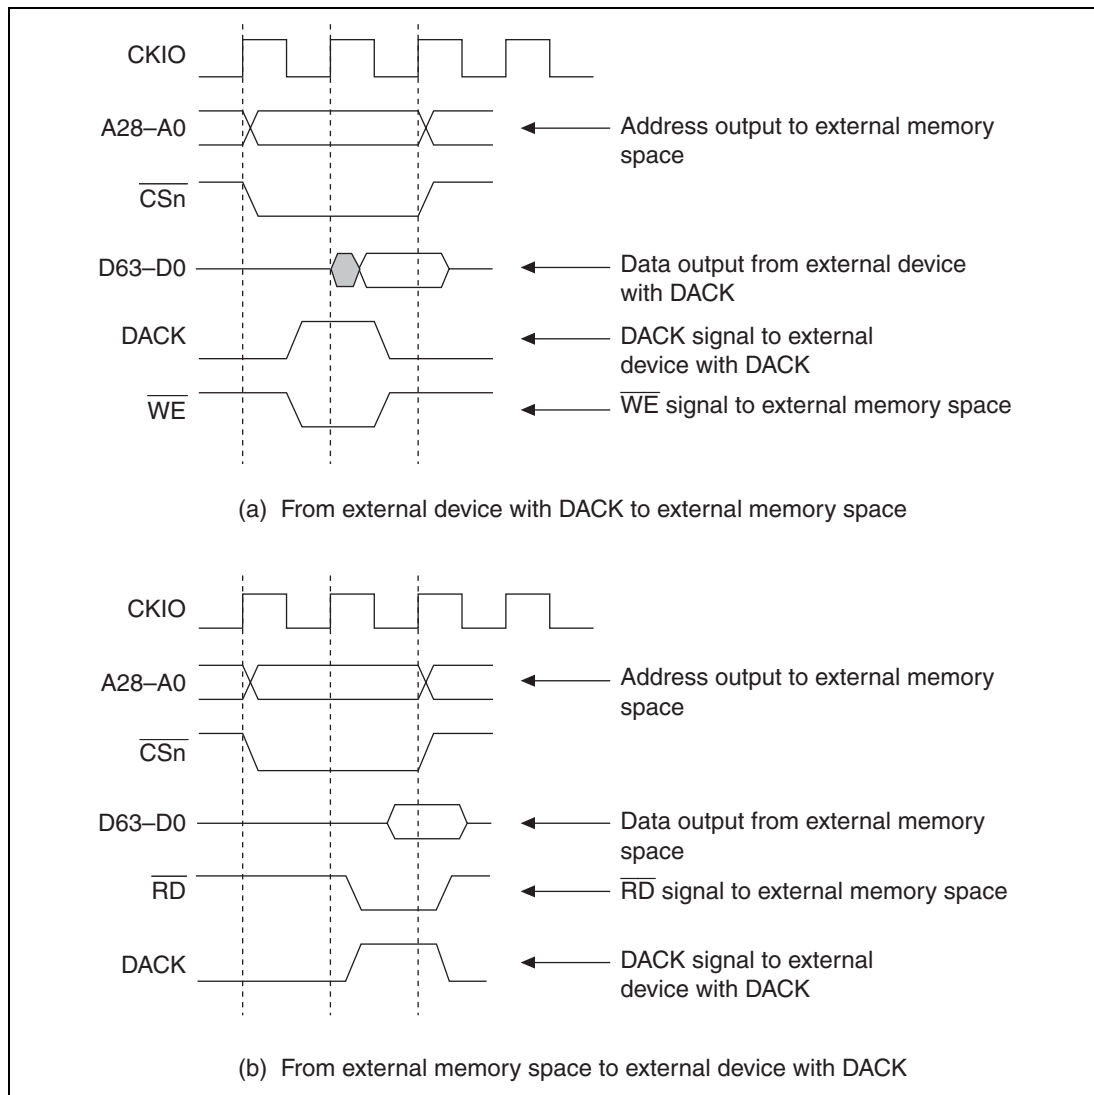 CKIO
A28–A0
Address output to external memory
space
CSn
D63–D0
Data output from external device
with DACK
DACK
DACK signal to external
device with DACK
WE
WE signal to external memory space
(a) From external device with DACK to external memory space
CKIO
A28–A0
Address output to external memory
space
CSn
D63–D0
Data output from external memory
space
RD
RD signal to external memory space
DACK
DACK signal to external
device with DACK
(b) From external memory space to external device with DACK